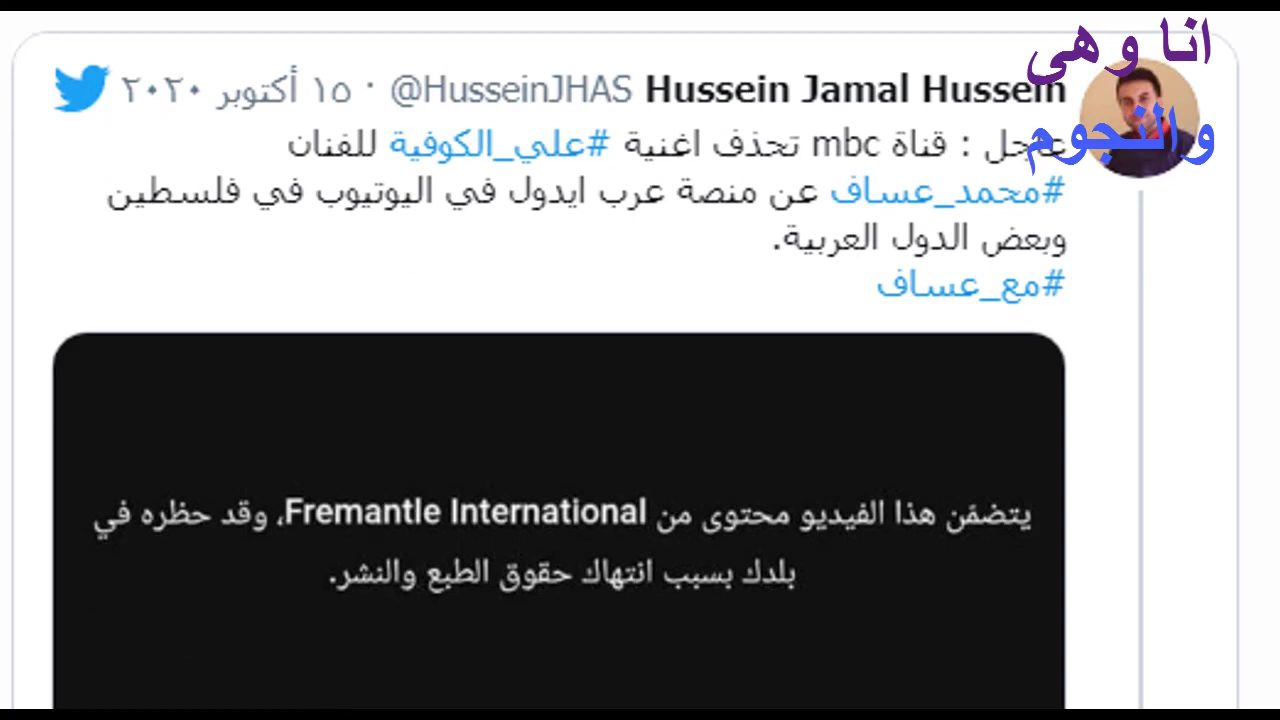 انا وهى
والنجوم
Hussein Jamal Hussein @HusseinJHAS · ١٥ أكتوبر ٢٠٢٠
عاجل : قناة mbc تحذف اغنية #علي_الكوفية للفنان
#محمد_عساف عن منصة عرب ايدول في اليوتيوب في فلسطين
وبعض الدول العربية.
#مع_عساف
يتضمّن هذا الفيديو محتوى من Fremantle International، وقد حظره في
بلدك بسبب انتهاك حقوق الطبع والنشر.